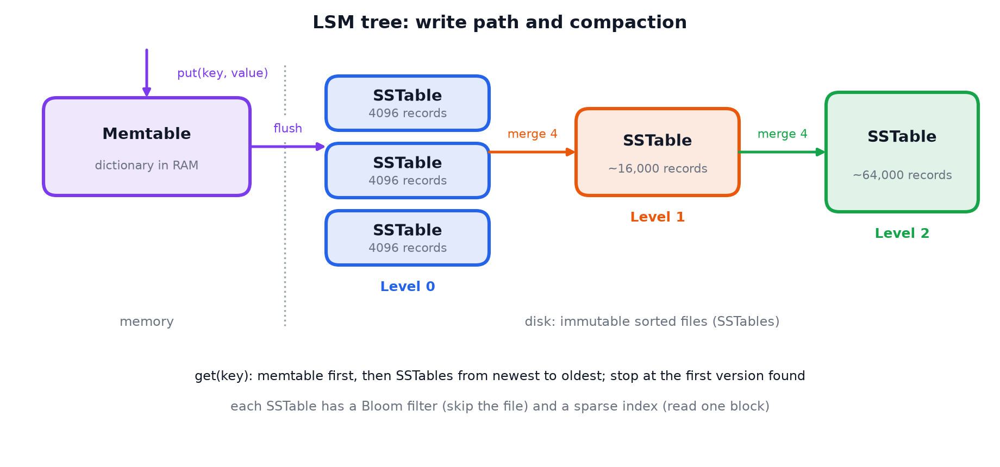 LSM tree: write path and compaction
put(key, value)
Memtable
dictionary in RAM
flush
SSTable
4096 records
SSTable
4096 records
SSTable
4096 records
Level 0
merge 4
SSTable
~16,000 records
Level 1
merge 4
SSTable
~64,000 records
Level 2
memory
disk: immutable sorted files (SSTables)
get(key): memtable first, then SSTables from newest to oldest; stop at the first version found
each SSTable has a Bloom filter (skip the file) and a sparse index (read one block)